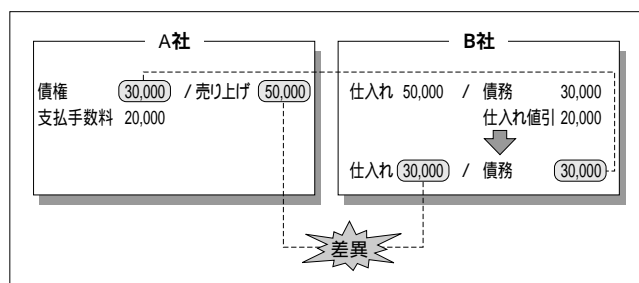 A社
債権 30,000 / 売り上げ 50,000
支払手数料 20,000
B社
仕入れ 50,000 / 債務 30,000
仕入れ値引 20,000
仕入れ 30,000 / 債務 30,000
差異